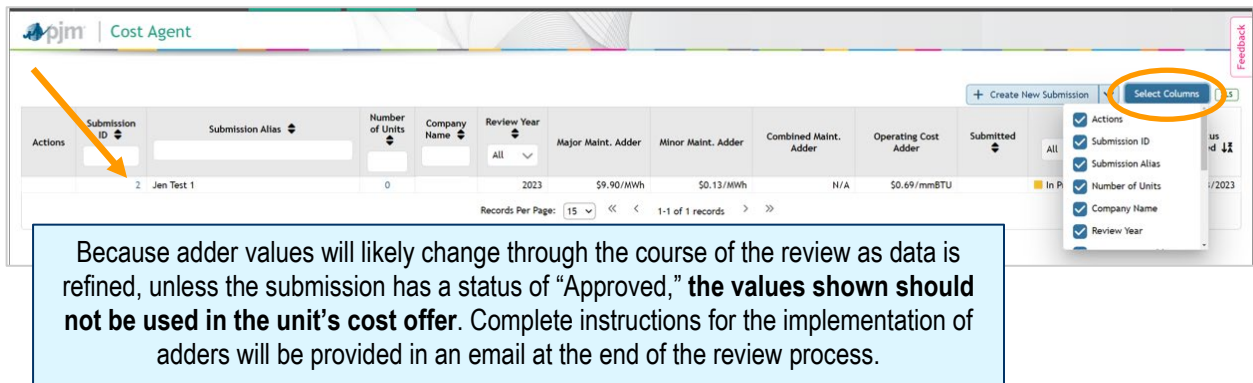 pjm | Cost Agent
Feedback
+ Create New Submission
Select Columns
Actions
Submission ID
Submission Alias
Number of Units
Company Name
Review Year
All
Major Maint. Adder
Minor Maint. Adder
Combined Maint. Adder
Operating Cost Adder
Submitted
All
2 Jen Test 1 0 2023 $9.90/MWh $0.13/MWh N/A $0.69/mmBTU In
/2023
Records Per Page: 15 1-1 of 1 records
Actions
Submission ID
Submission Alias
Number of Units
Company Name
Review Year
Because adder values will likely change through the course of the review as data is
refined, unless the submission has a status of “Approved,” the values shown should
not be used in the unit’s cost offer. Complete instructions for the implementation of
adders will be provided in an email at the end of the review process.